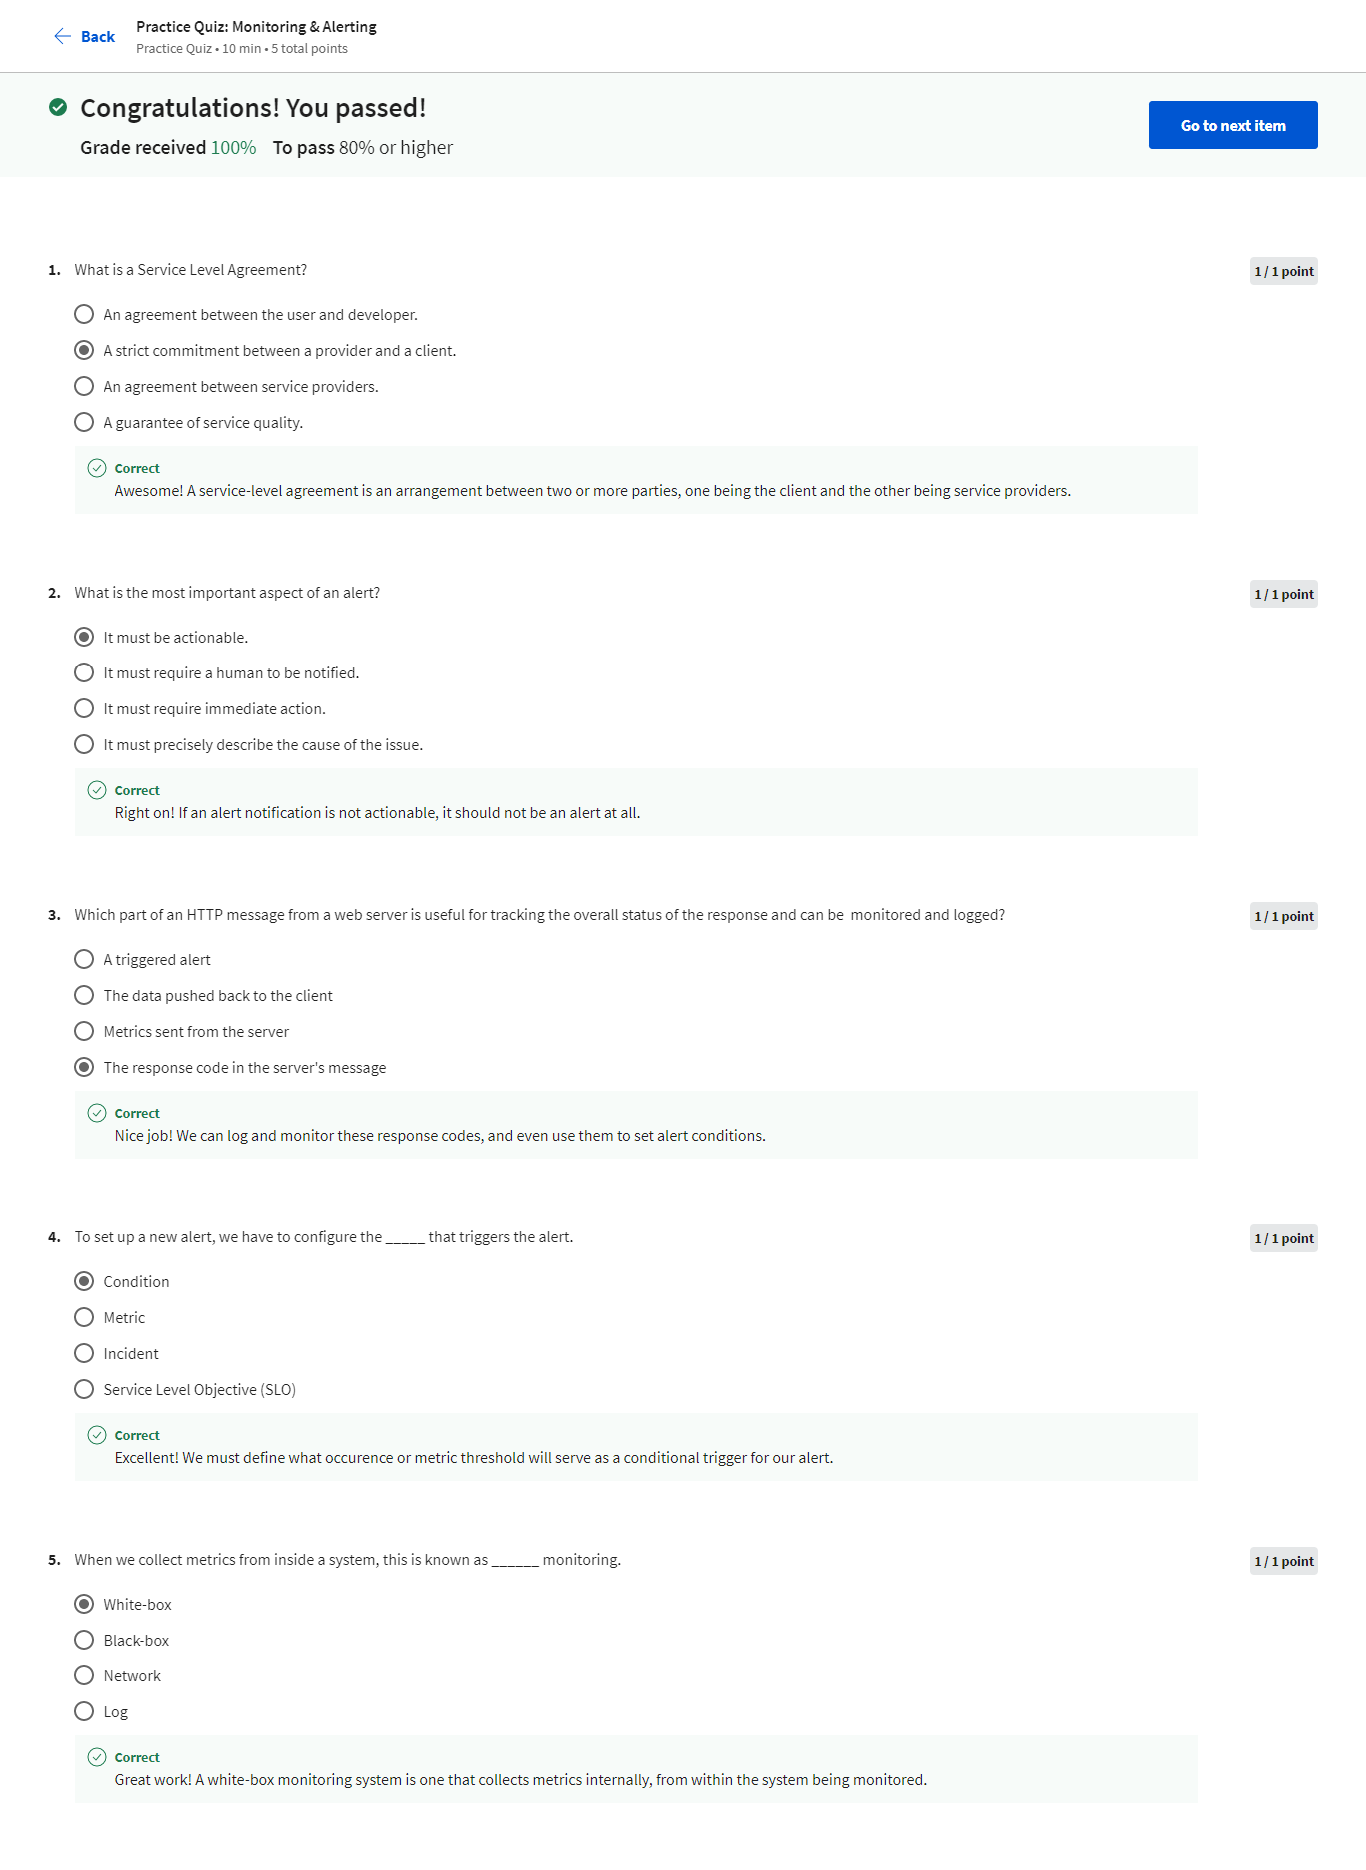 Back
Practice Quiz: Monitoring & Alerting
Practice Quiz • 10 min • 5 total points
Congratulations! You passed!
Grade received 100% To pass 80% or higher
Go to next item
1. What is a Service Level Agreement?
1 / 1 point
An agreement between the user and developer.
A strict commitment between a provider and a client.
An agreement between service providers.
A guarantee of service quality.
Correct
Awesome! A service-level agreement is an arrangement between two or more parties, one being the client and the other being service providers.
2. What is the most important aspect of an alert?
1 / 1 point
It must be actionable.
It must require a human to be notified.
It must require immediate action.
It must precisely describe the cause of the issue.
Correct
Right on! If an alert notification is not actionable, it should not be an alert at all.
3. Which part of an HTTP message from a web server is useful for tracking the overall status of the response and can be monitored and logged?
1 / 1 point
A triggered alert
The data pushed back to the client
Metrics sent from the server
The response code in the server's message
Correct
Nice job! We can log and monitor these response codes, and even use them to set alert conditions.
4. To set up a new alert, we have to configure the _____ that triggers the alert.
1 / 1 point
Condition
Metric
Incident
Service Level Objective (SLO)
Correct
Excellent! We must define what occurence or metric threshold will serve as a conditional trigger for our alert.
5. When we collect metrics from inside a system, this is known as ______ monitoring.
1 / 1 point
White-box
Black-box
Network
Log
Correct
Great work! A white-box monitoring system is one that collects metrics internally, from within the system being monitored.